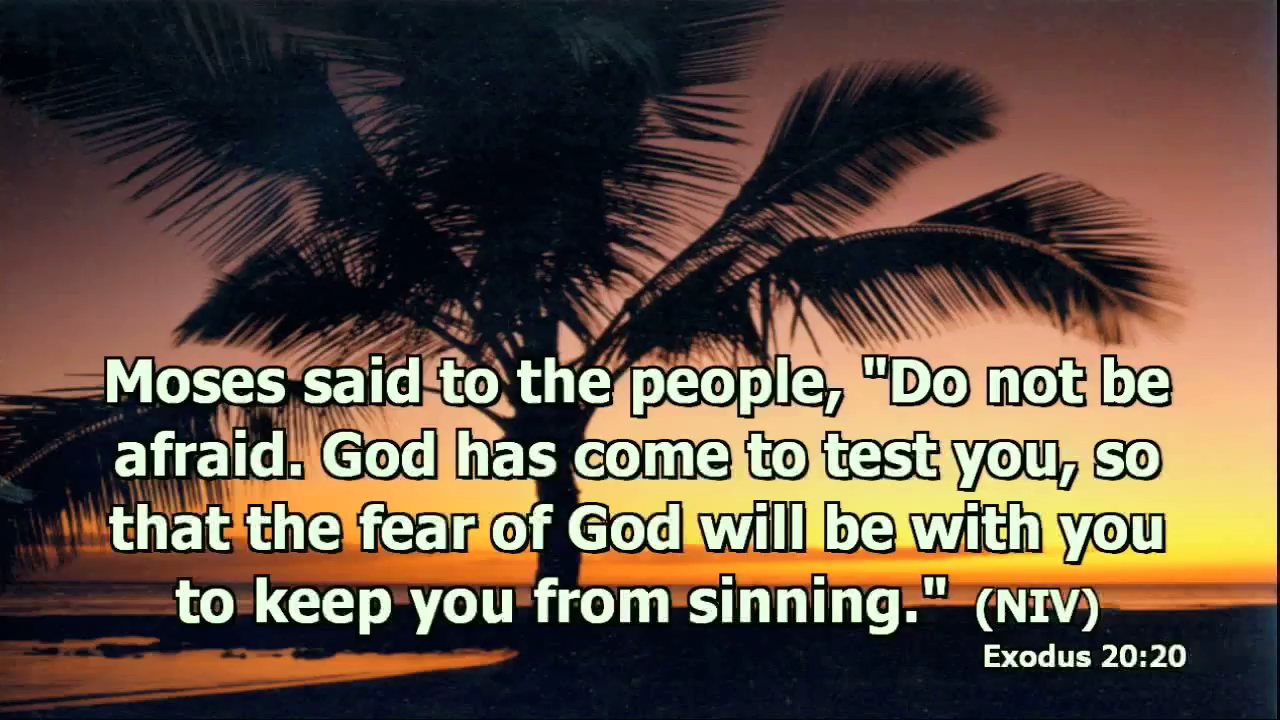 Moses said to the people, "Do not be
afraid. God has come to test you, so
that the fear of God will be with you
to keep you from sinning." (NIV)
Exodus 20:20